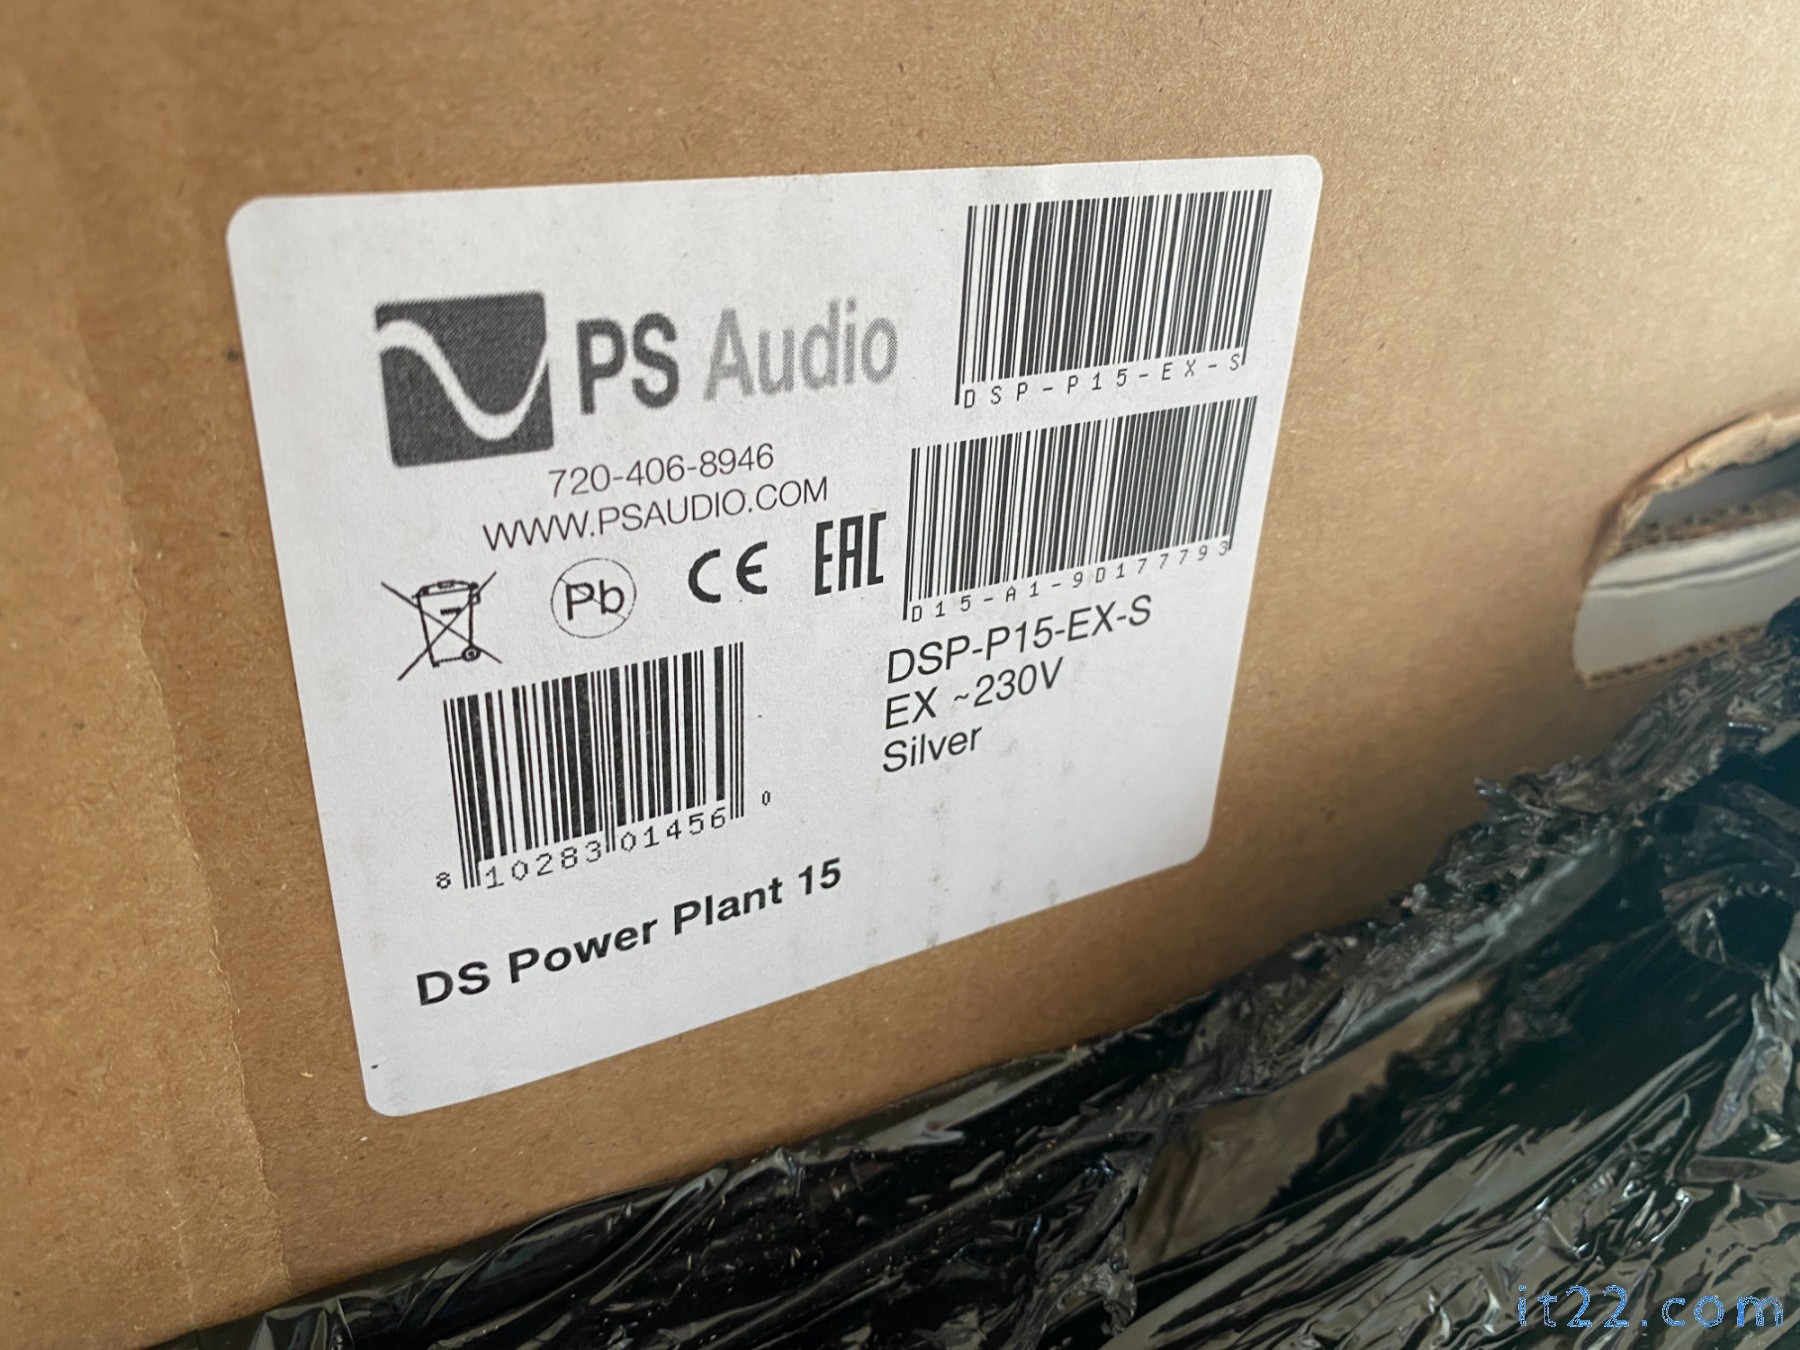 PS Audio
720-406-8946
WWW.PSAUDIO.COM
Pb
CE
EAC
8 10283 01456 0
DS Power Plant 15
DSP-P15-EX-S
D15-A1-9D177793
DSP-P15-EX-S
EX ~230V
Silver
it22.com